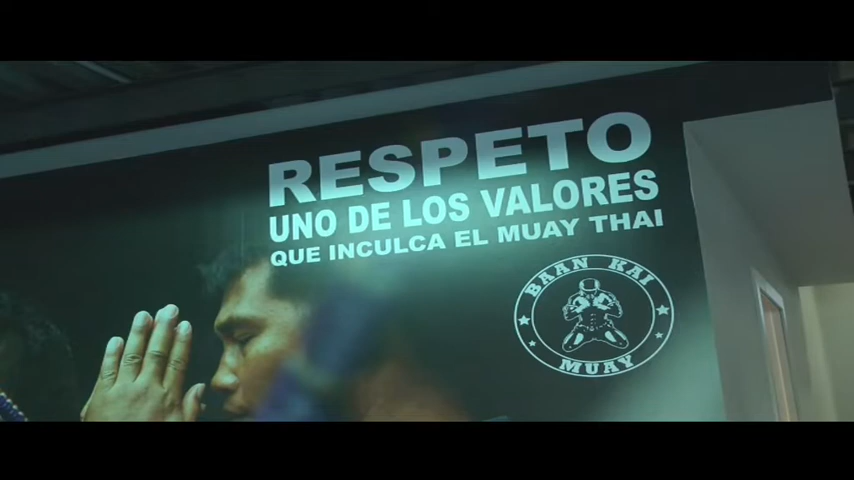 RESPETO
UNO DE LOS VALORES
QUE INCULCA EL MUAY THAI
BAAN KAI
MUAY